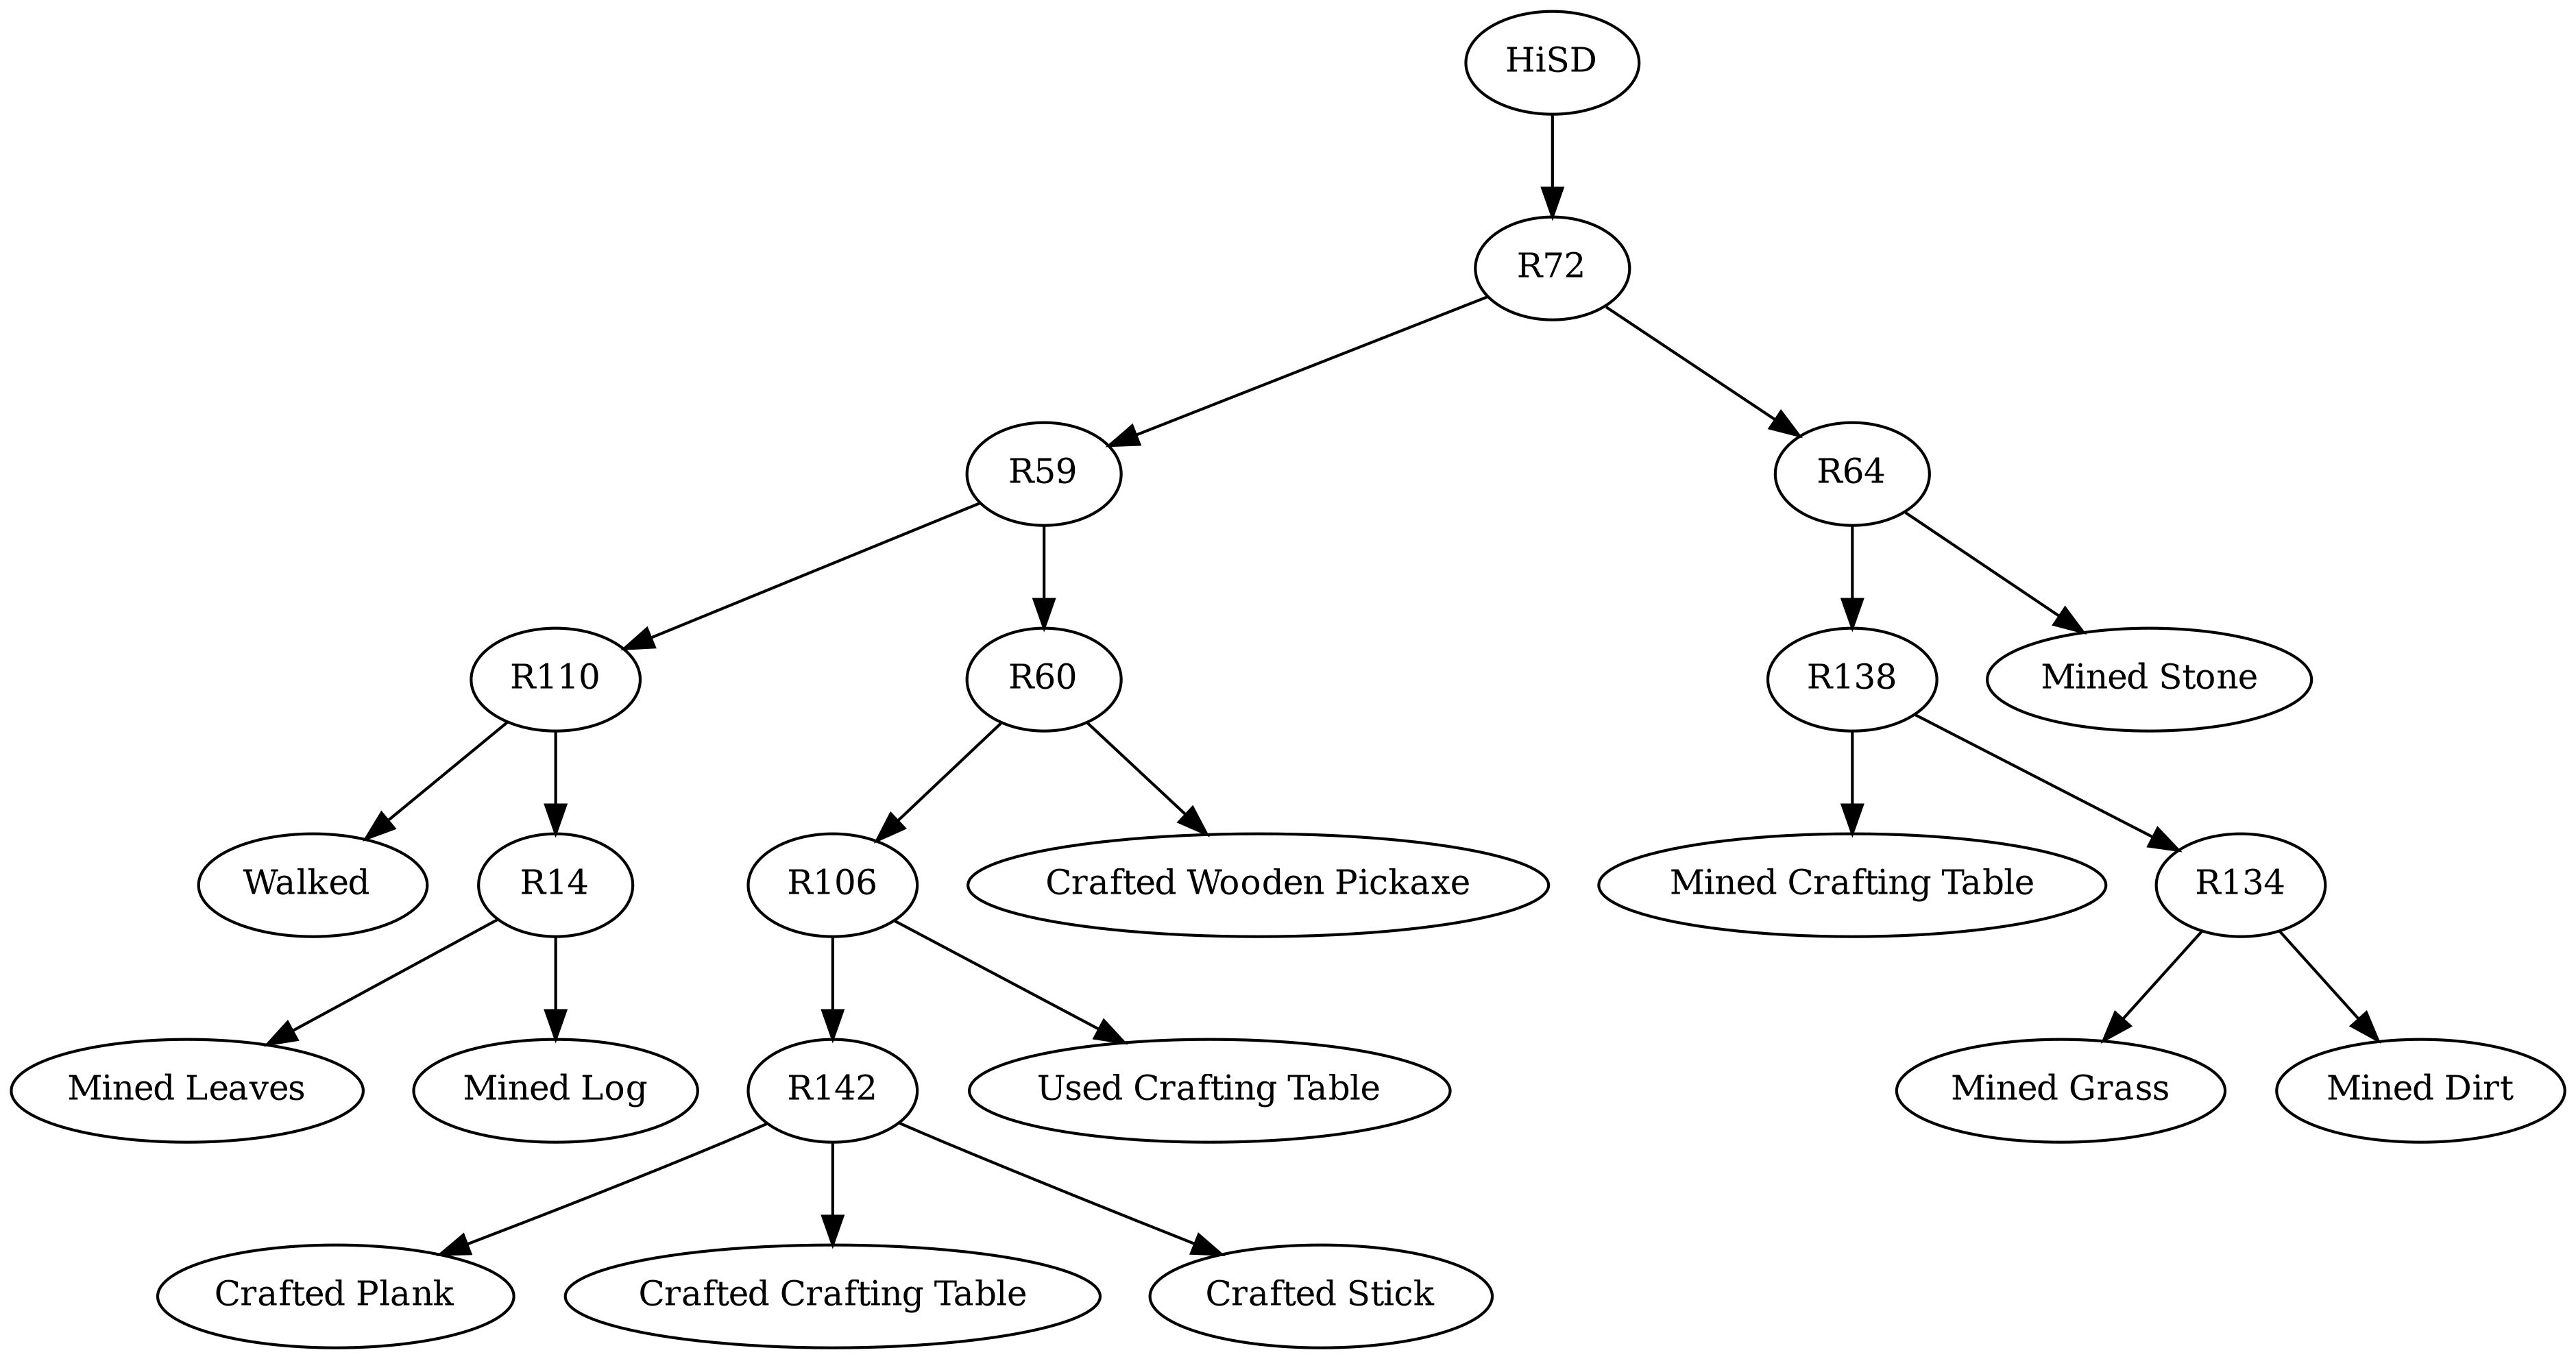 HiSD
R72
R59
R64
R110
R60
R138
Mined Stone
Walked
R14
R106
Crafted Wooden Pickaxe
Mined Crafting Table
R134
Mined Leaves
Mined Log
R142
Used Crafting Table
Mined Grass
Mined Dirt
Crafted Plank
Crafted Crafting Table
Crafted Stick